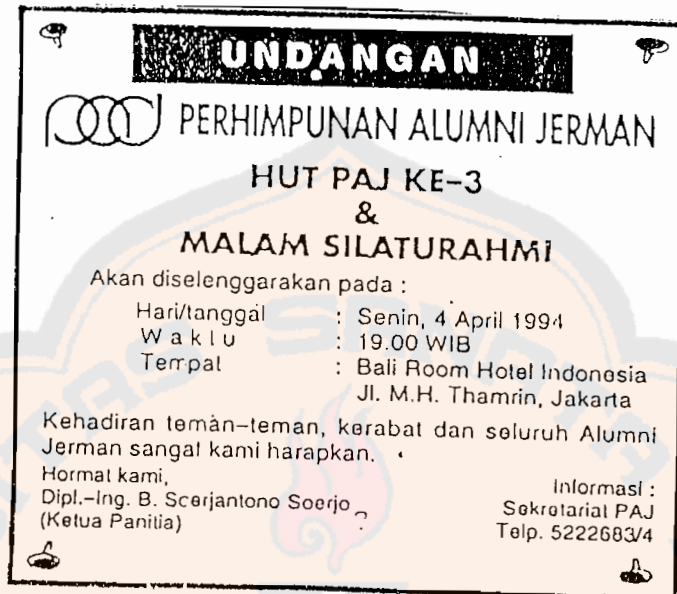 UNDANGAN
paj PERHIMPUNAN ALUMNI JERMAN
HUT PAJ KE-3
&
MALAM SILATURAHMI
Akan diselenggarakan pada :
Hari/tanggal : Senin, 4 April 1994
Waktu : 19.00 WIB
Tempat : Bali Room Hotel Indonesia
Jl. M.H. Thamrin, Jakarta
Kehadiran teman-teman, kerabat dan seluruh Alumni
Jerman sangat kami harapkan.
Hormat kami,
Dipl.-Ing. B. Soerjantono Soerjo
(Ketua Panitia)
Informasi :
Sekretariat PAJ
Telp. 5222683/4